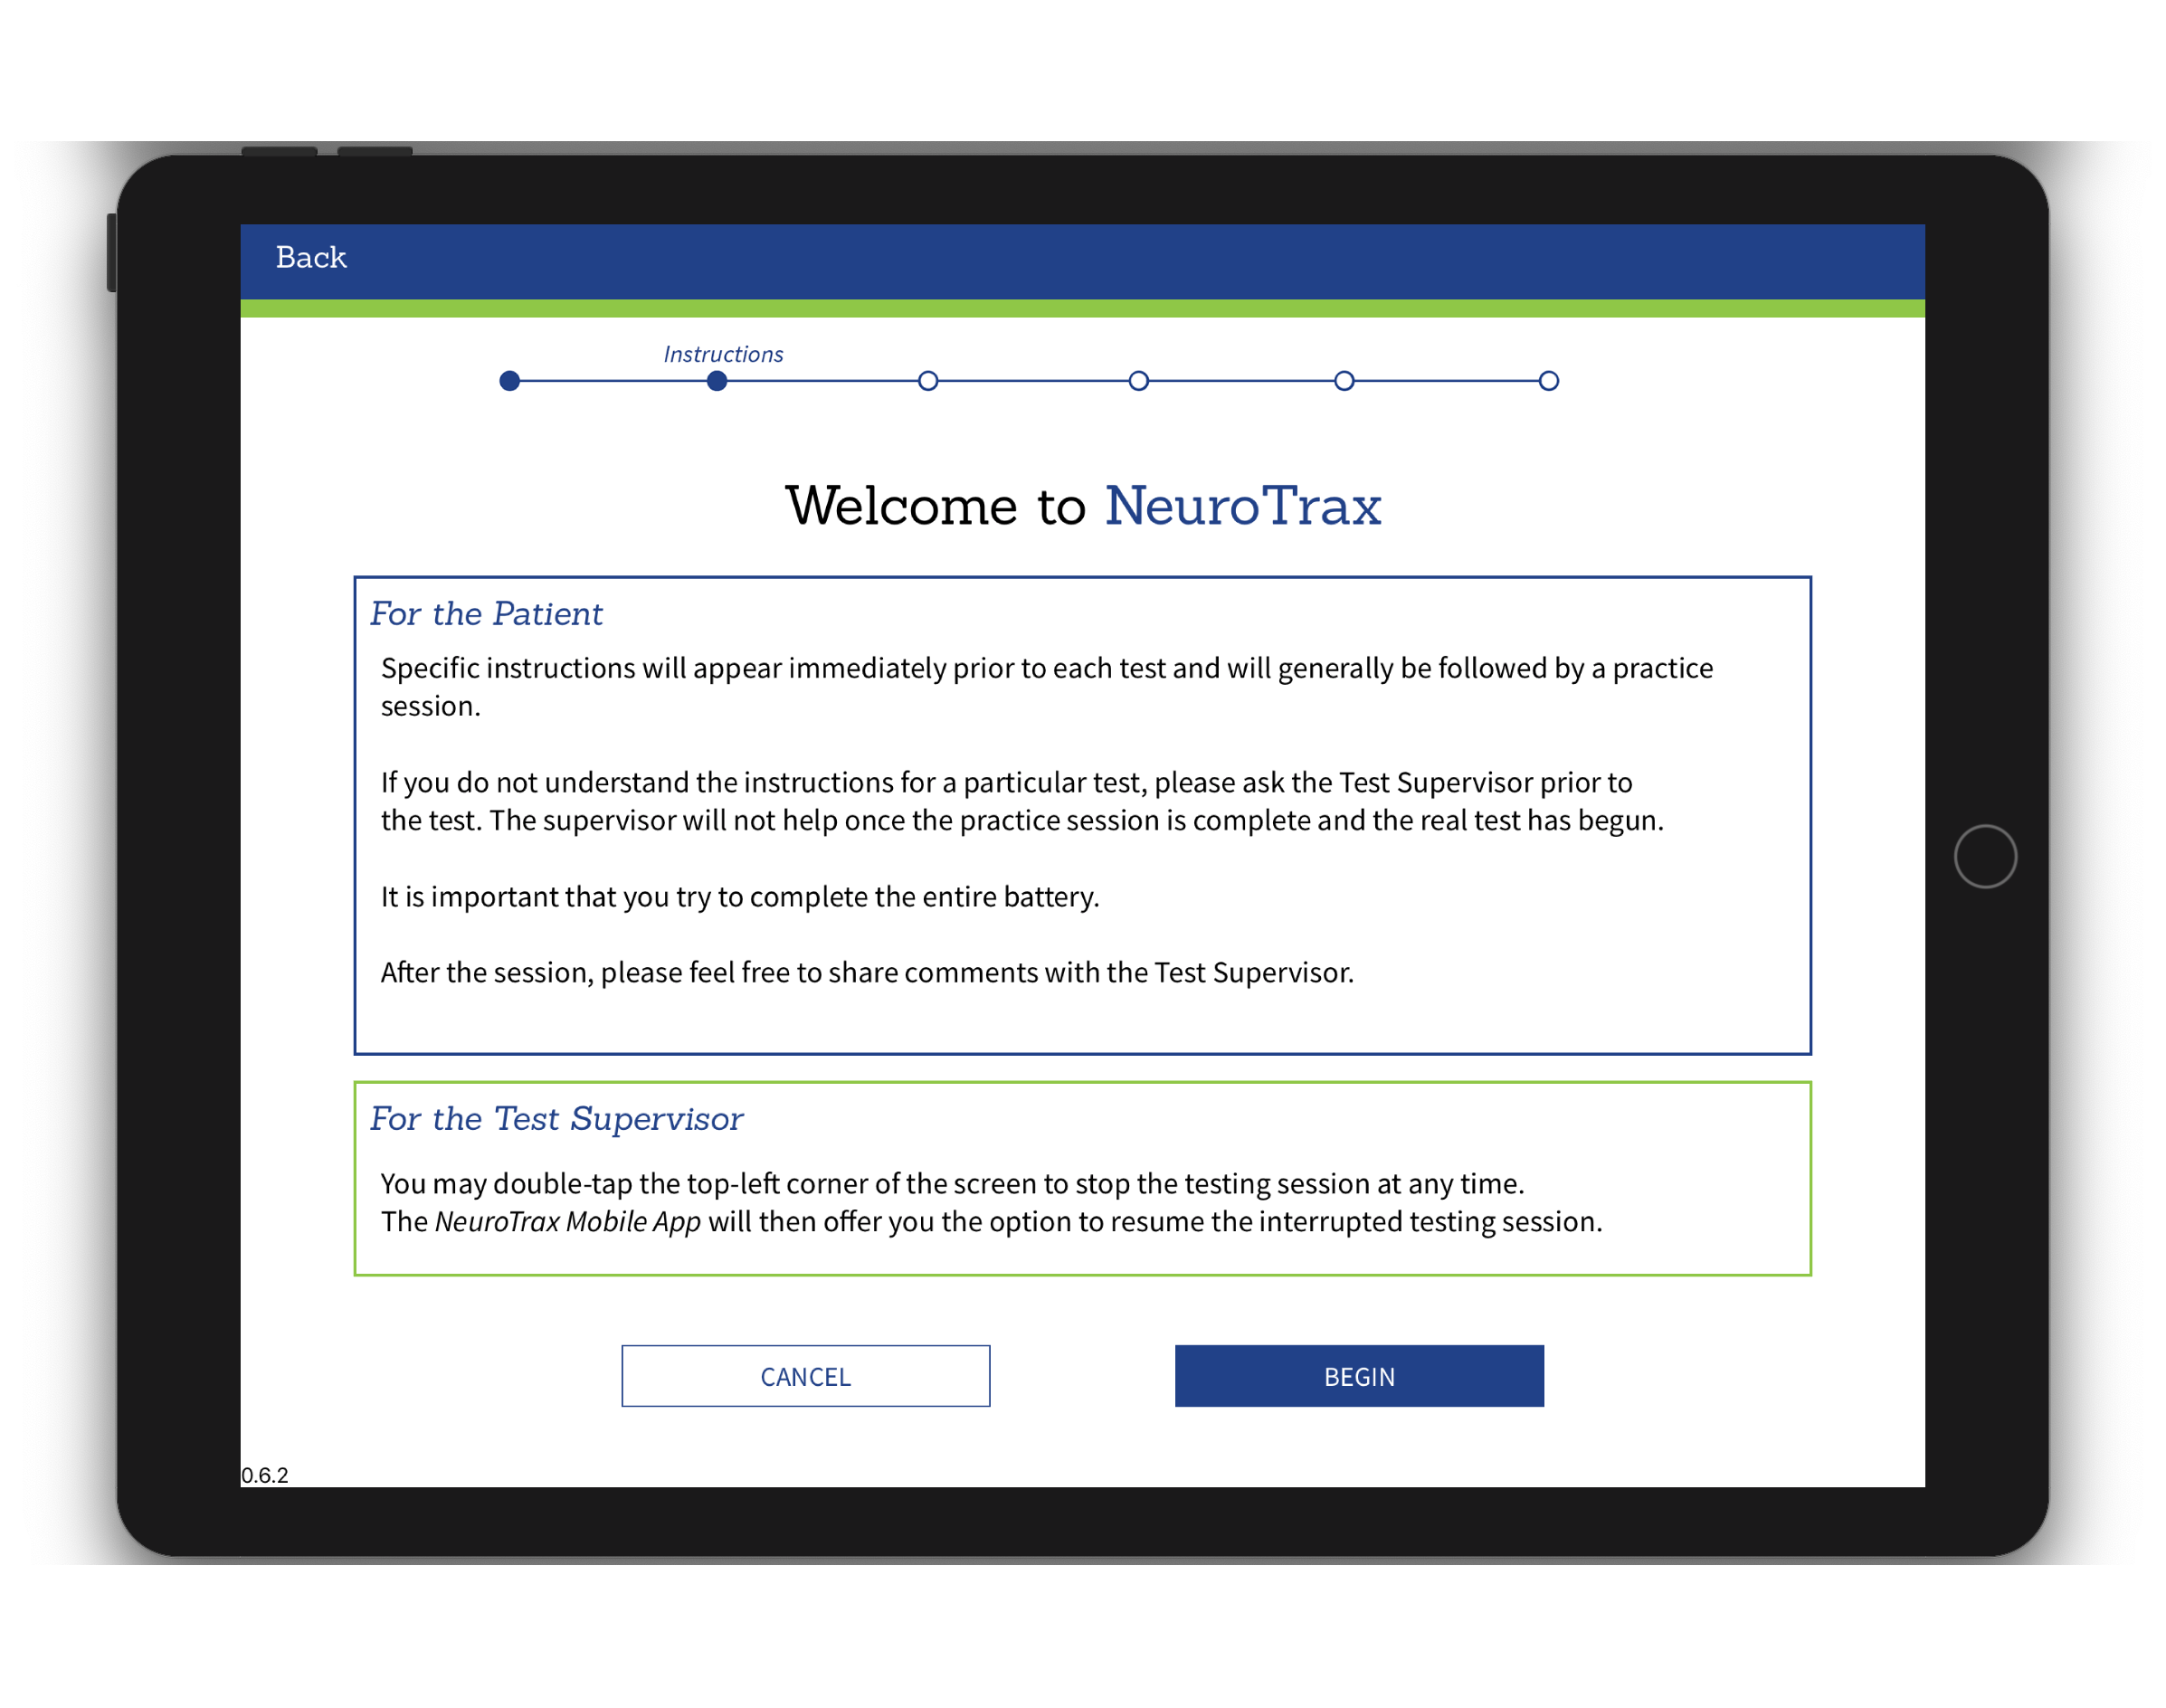 Back
Instructions
Welcome to NeuroTrax
For the Patient
Specific instructions will appear immediately prior to each test and will generally be followed by a practice
session.
If you do not understand the instructions for a particular test, please ask the Test Supervisor prior to
the test. The supervisor will not help once the practice session is complete and the real test has begun.
It is important that you try to complete the entire battery.
After the session, please feel free to share comments with the Test Supervisor.
For the Test Supervisor
You may double-tap the top-left corner of the screen to stop the testing session at any time.
The NeuroTrax Mobile App will then offer you the option to resume the interrupted testing session.
CANCEL
BEGIN
0.6.2